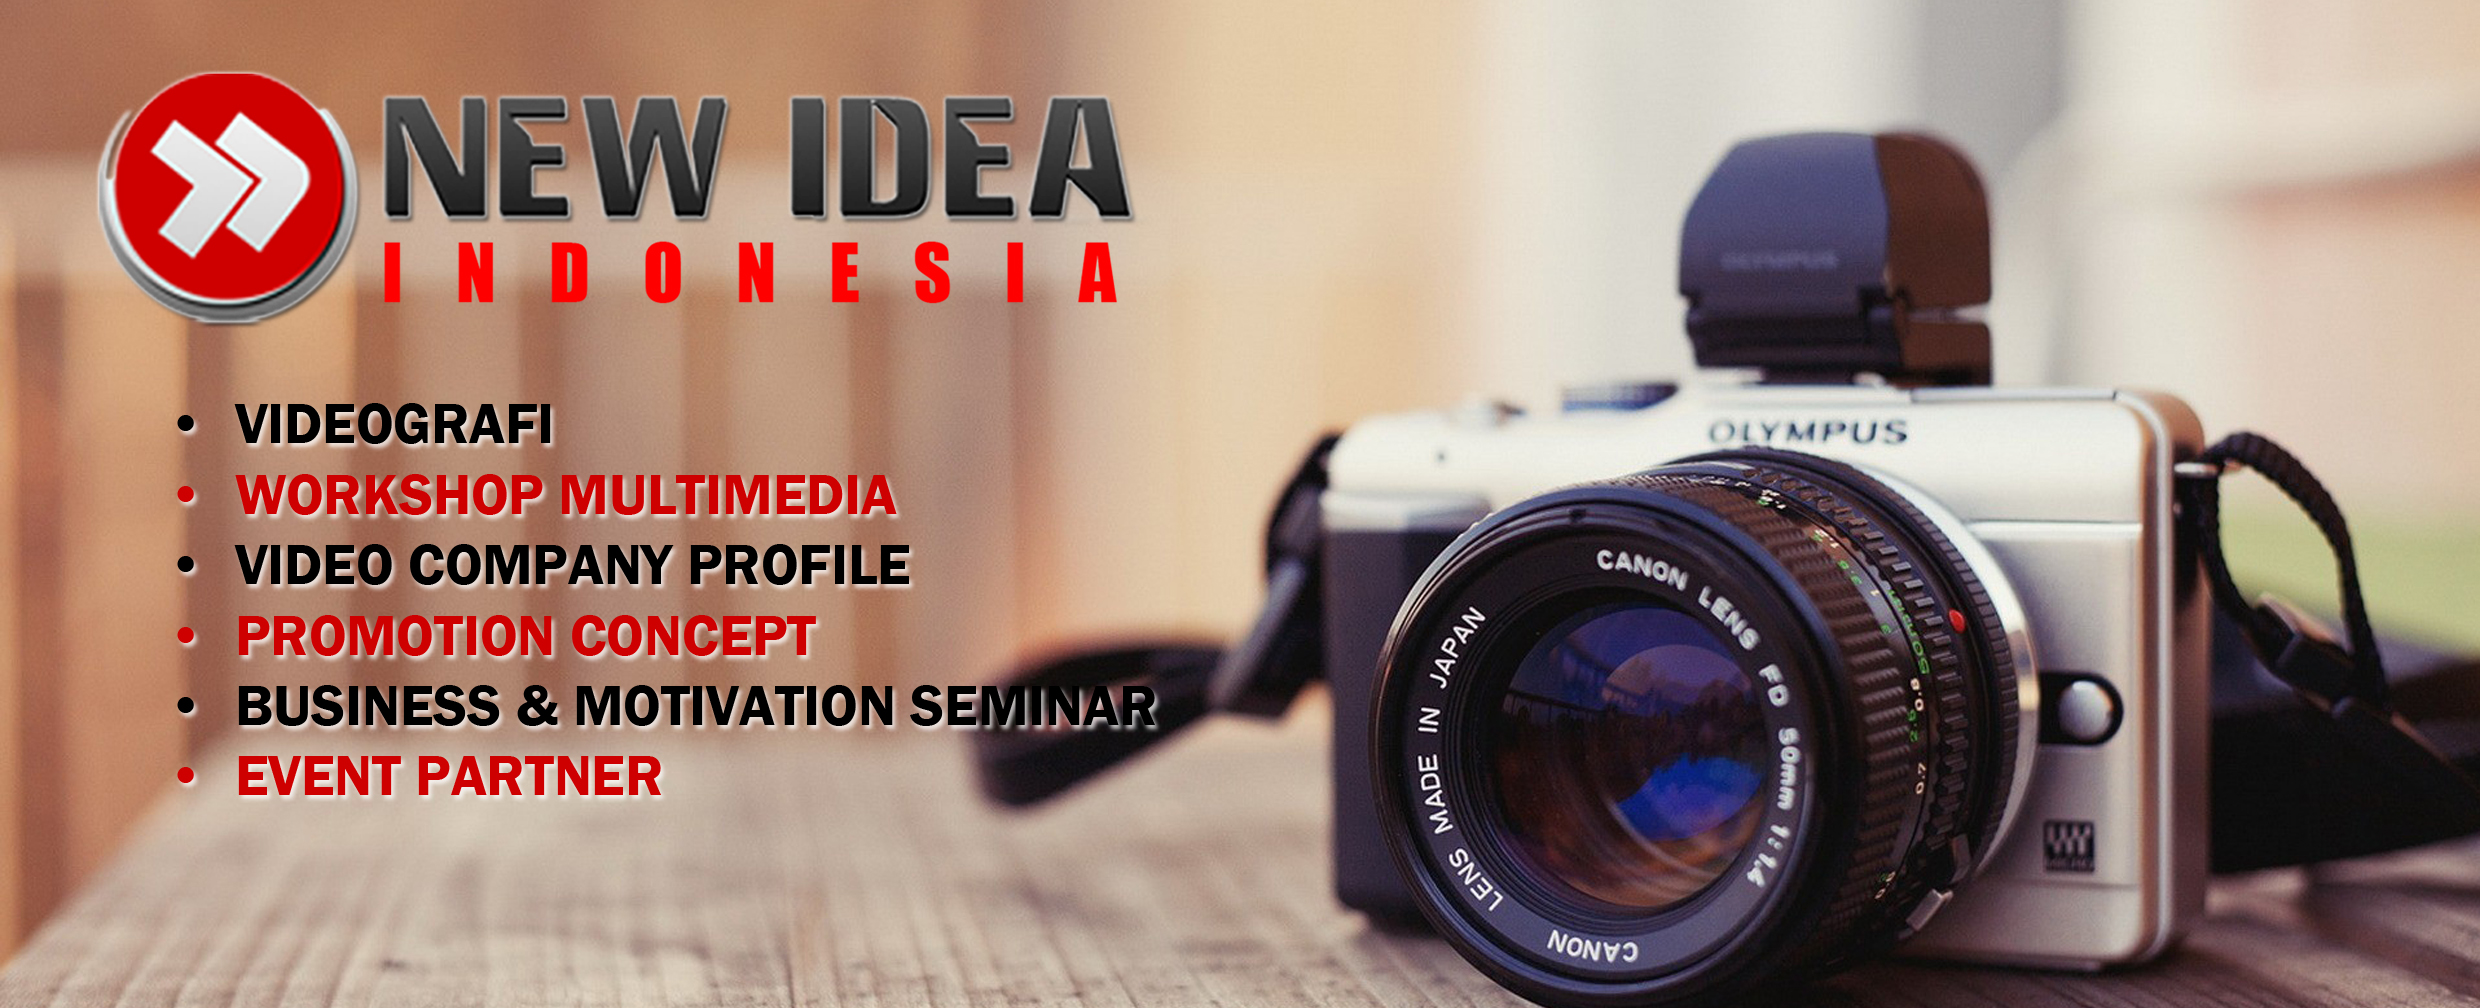 NEW IDEA
INDONESIA
• VIDEOGRAFI
• WORKSHOP MULTIMEDIA
• VIDEO COMPANY PROFILE
• PROMOTION CONCEPT
• BUSINESS & MOTIVATION SEMINAR
• EVENT PARTNER
OLYMPUS
OLYMPUS
CANON LENS FD 50mm 1:1.4
LENS MADE IN JAPAN
CANON